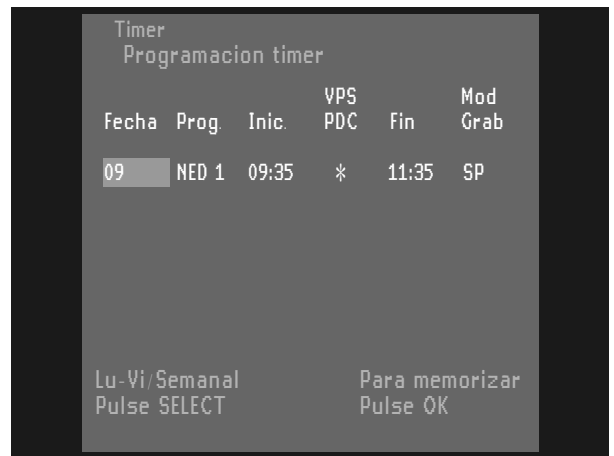 Timer
Programacion timer
VPS Mod
Fecha Prog. Inic. PDC Fin Grab
09 NED 1 09:35 * 11:35 SP
Lu-Vi/Semanal Para memorizar
Pulse SELECT Pulse OK